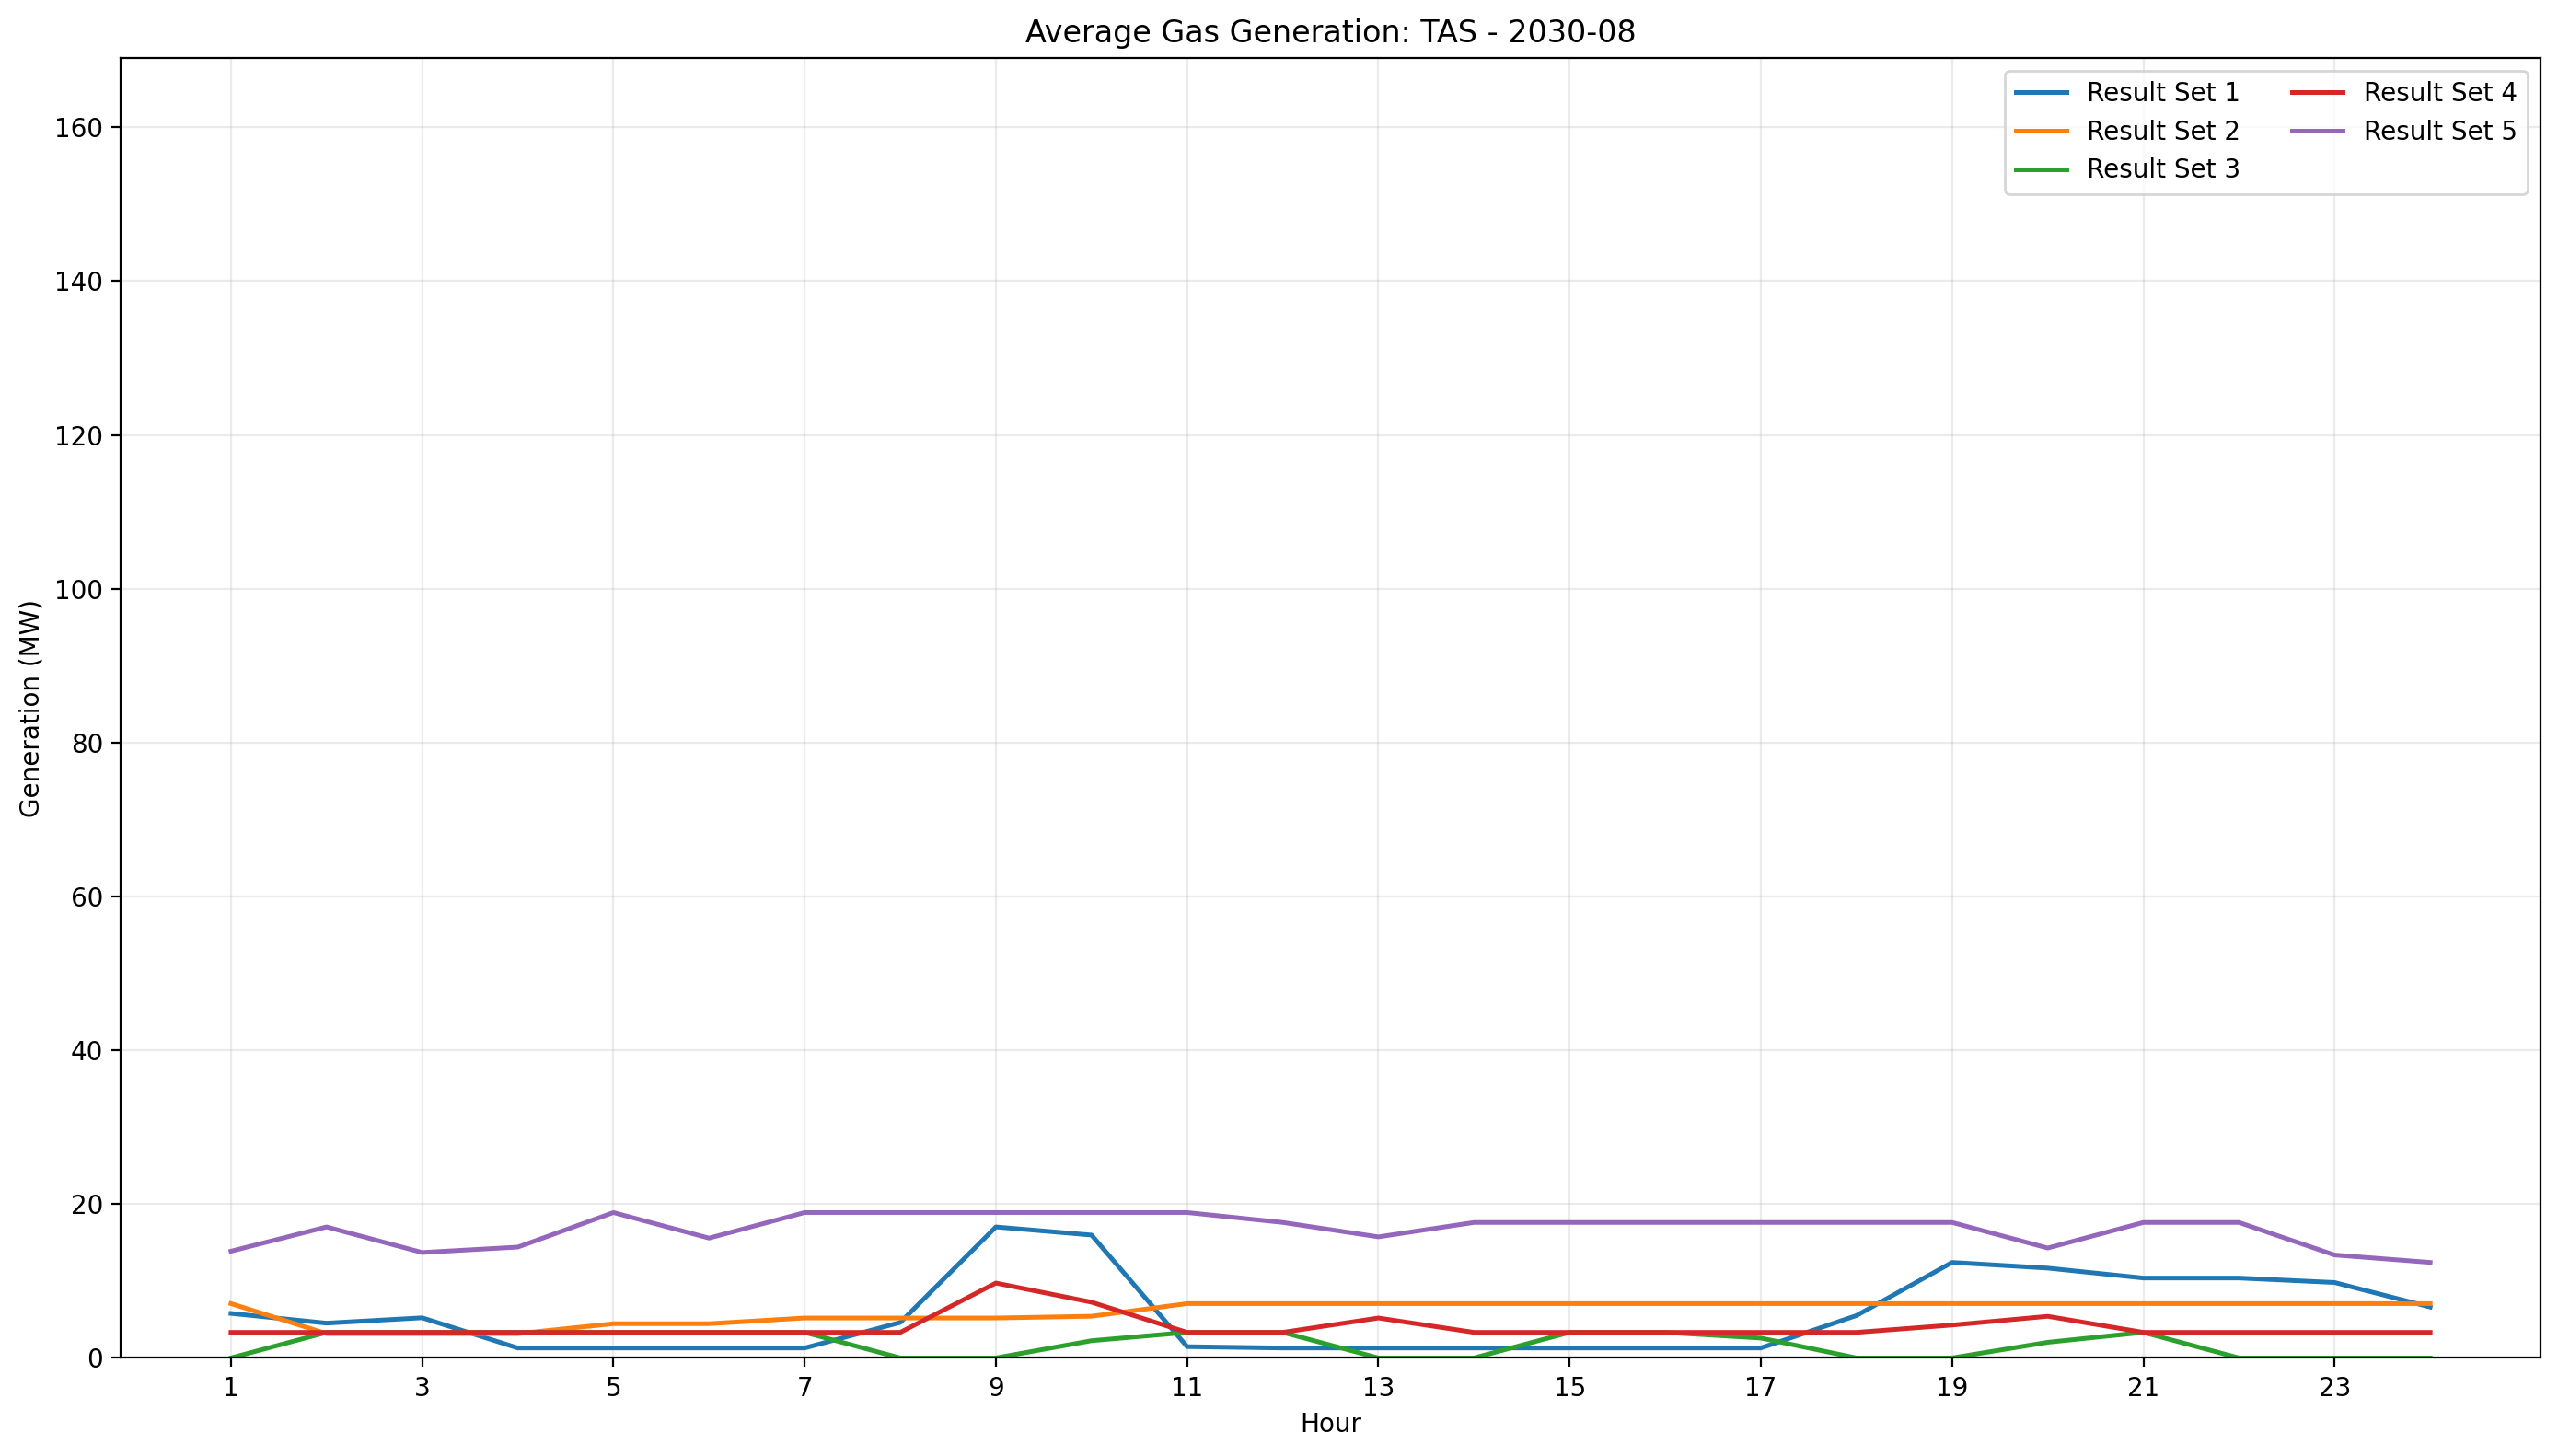 Average Gas Generation: TAS - 2030-08
Generation (MW)
160
140
120
100
80
60
40
20
0
Result Set 1
Result Set 2
Result Set 3
Result Set 4
Result Set 5
1 3 5 7 9 11 13 15 17 19 21 23
Hour